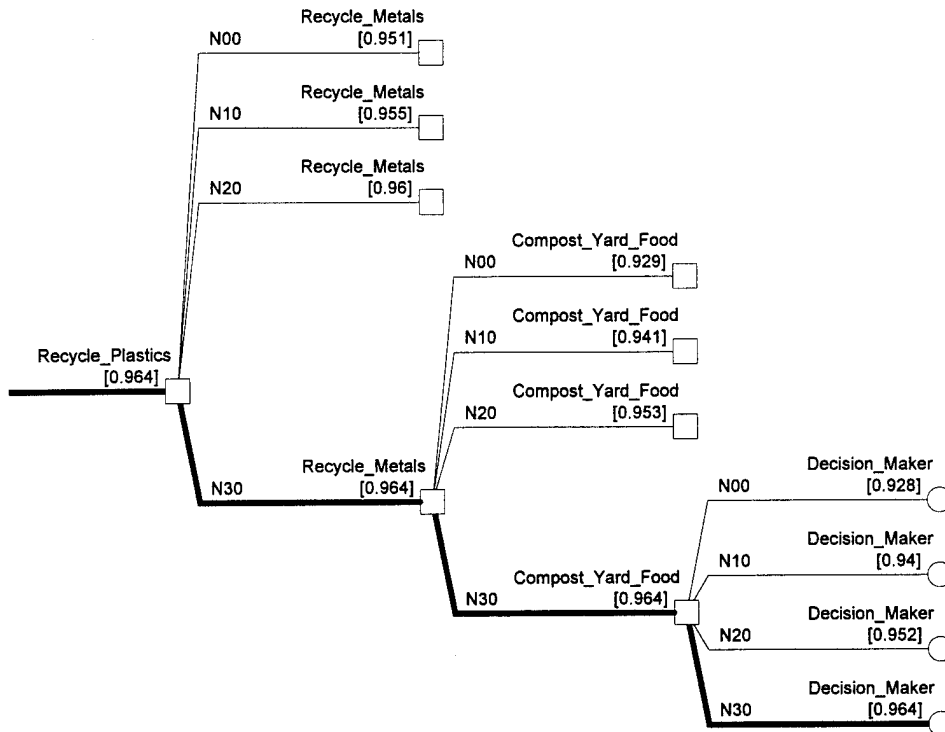 Recycle_Metals
N00
[0.951]
Recycle_Metals
N10
[0.955]
Recycle_Metals
N20
[0.96]
Compost_Yard_Food
N00
[0.929]
Compost_Yard_Food
N10
[0.941]
Recycle_Plastics
[0.964]
Compost_Yard_Food
N20
[0.953]
Recycle_Metals
N30
[0.964]
Decision_Maker
N00
[0.928]
Decision_Maker
N10
[0.94]
Compost_Yard_Food
N30
[0.964]
Decision_Maker
N20
[0.952]
Decision_Maker
N30
[0.964]